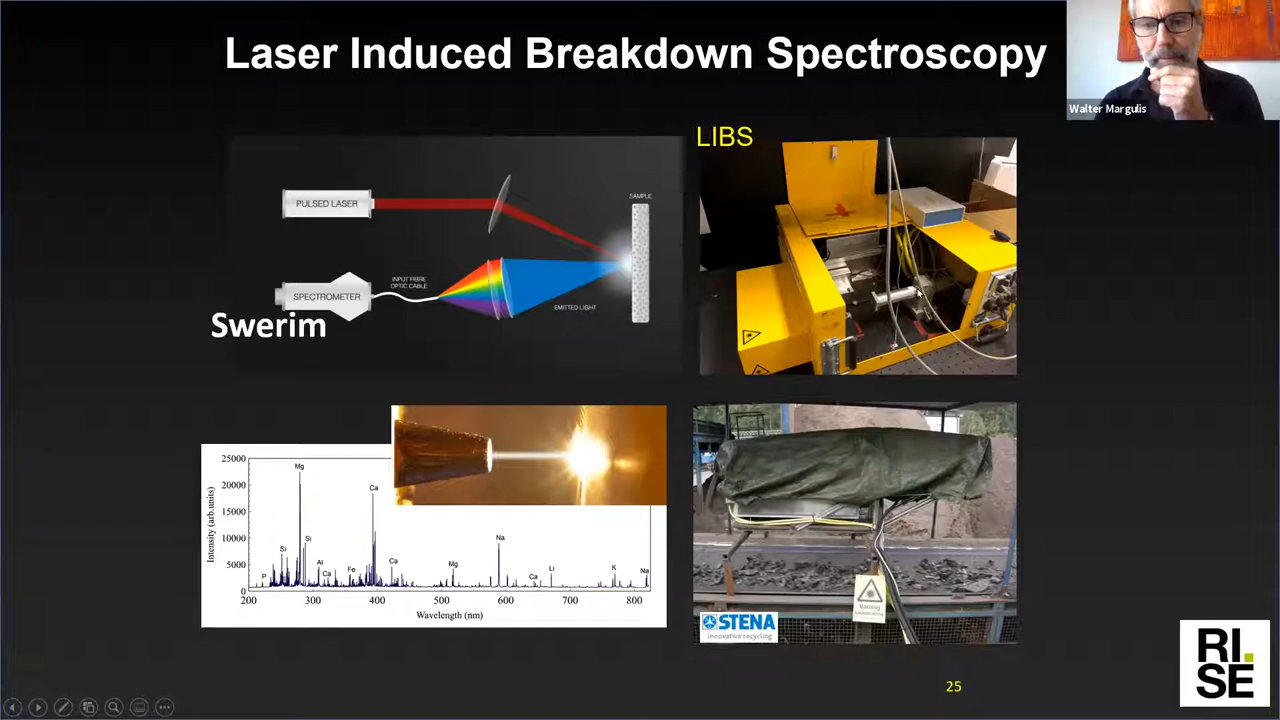 Laser Induced Breakdown Spectroscopy
Walter Margulis
LIBS
PULSED LASER
SAMPLE
INPUT FIBRE
OPTIC CABLE
SPECTROMETER
EMITTED LIGHT
Swerim
25000
20000
15000
10000
5000
0
Intensity (arb.units)
Mg
Ca
Si
Si
P
Al
Ca
Fe
Ca
Mg
Na
Ca
Li
K
Na
200
300
400
500
600
700
800
Wavelength (nm)
Varning
STENA
innovative recycling
25
RI.
SE